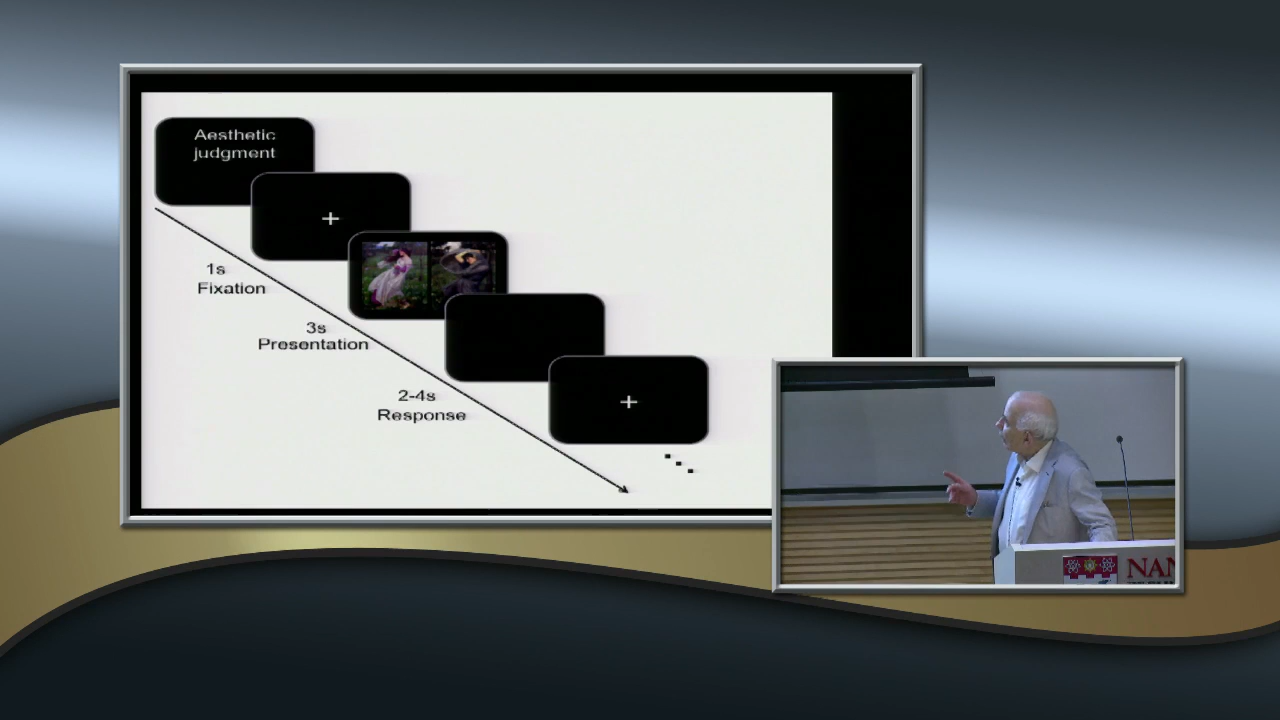 Aesthetic
judgment
1s
Fixation
3s
Presentation
2-4s
Response
NAN